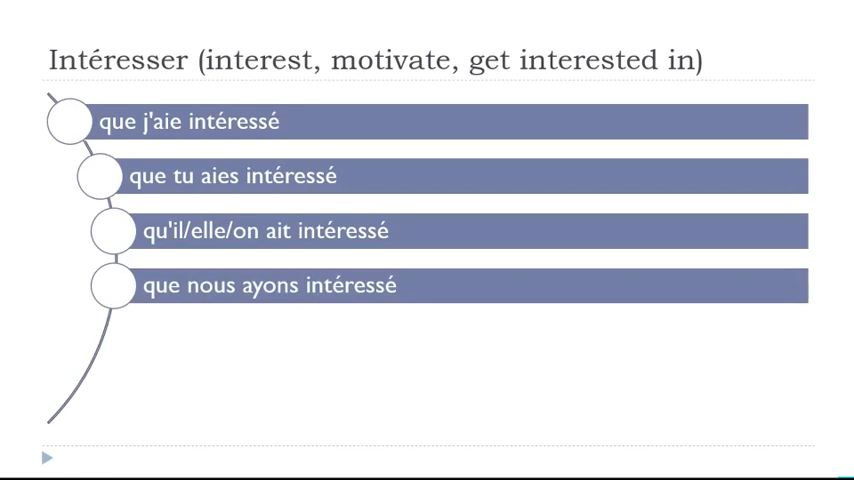 Intéresser (interest, motivate, get interested in)
que j'aie intéressé
que tu aies intéressé
qu'il/elle/on ait intéressé
que nous ayons intéressé